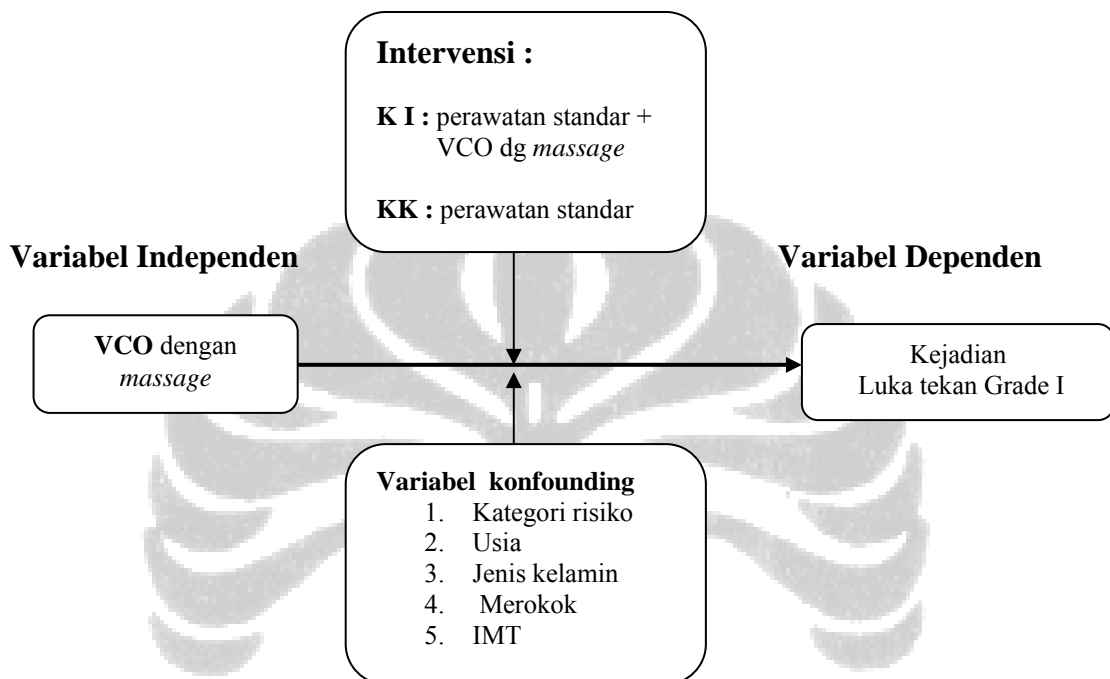 Intervensi :
K I : perawatan standar +
VCO dg massage
KK : perawatan standar
Variabel Independen
Variabel Dependen
VCO dengan
massage
Kejadian
Luka tekan Grade I
Variabel konfounding
1. Kategori risiko
2. Usia
3. Jenis kelamin
4. Merokok
5. IMT